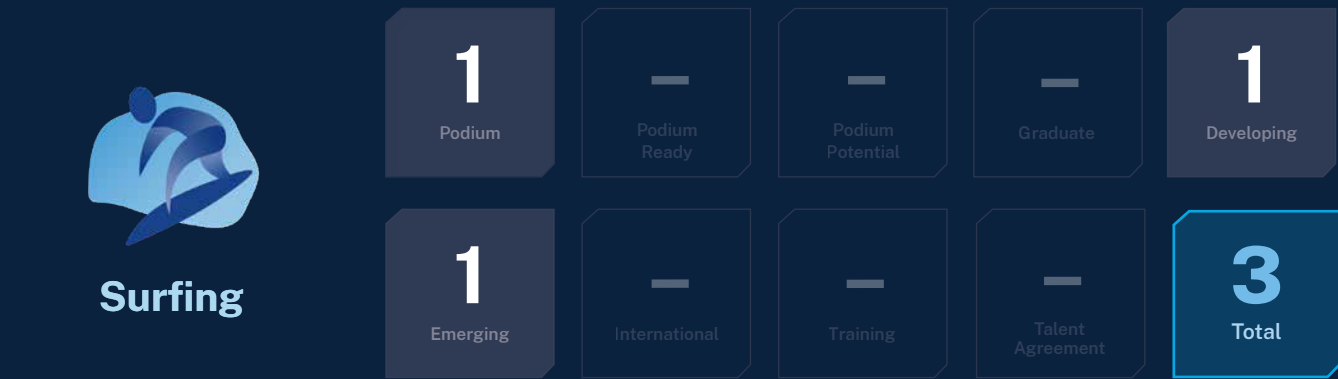 1
Podium
–
Podium
Ready
–
Podium
Potential
–
Graduate
1
Developing
Surfing
1
Emerging
–
International
–
Training
–
Talent
Agreement
3
Total